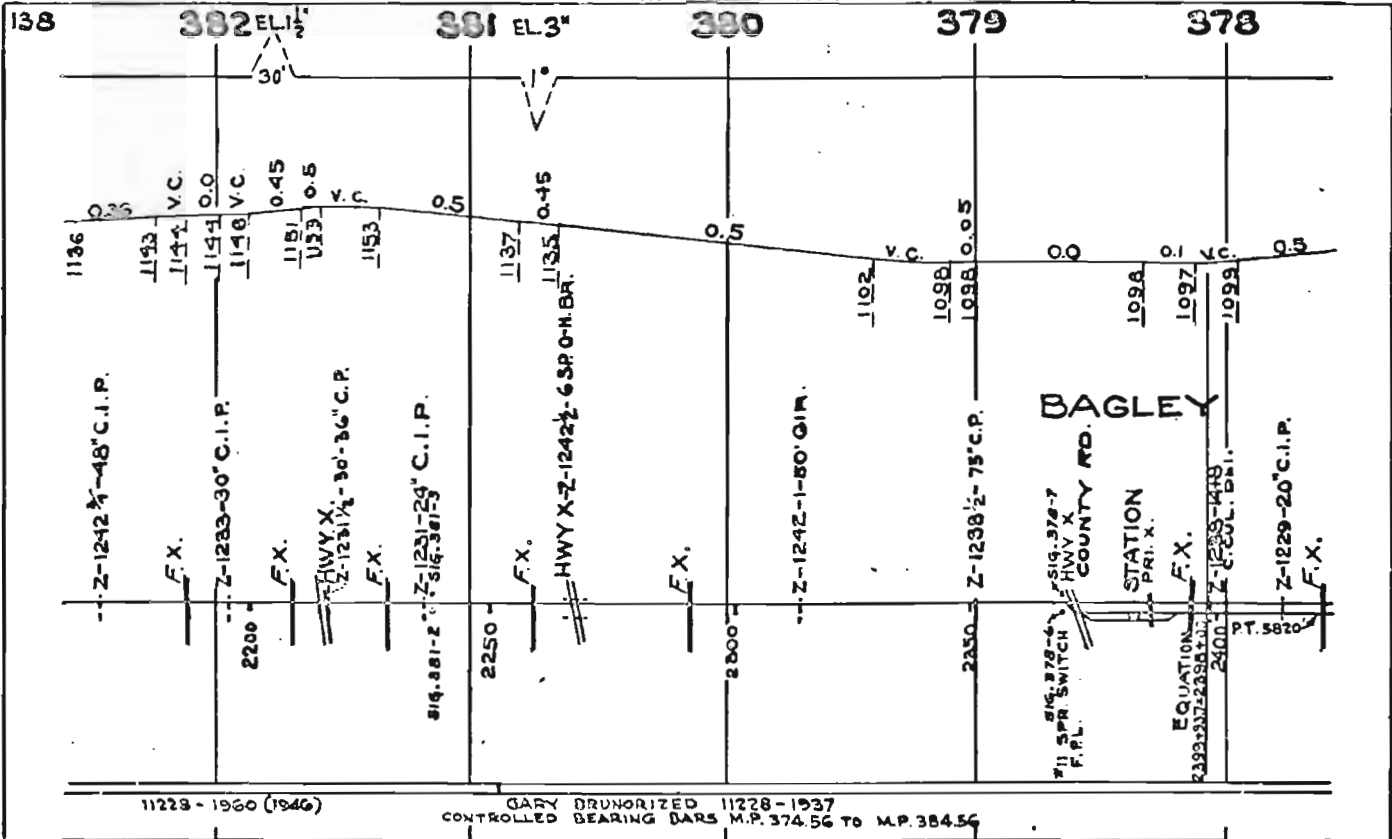 138
382 EL.1½"
381 EL.3"
380
379
378
30'
1°
V.C.
0.0
V.C.
0.45
0.5
V.C.
0.5
0.45
0.5
V.C.
0.05
0.0
0.1
V.C.
0.5
1136
1143
1144
1144
1148
1151
1153
1153
1137
1135
1102
1098
1098
1098
1097
1099
BAGLEY
Z-1242¾-48" C.I.P.
F.X.
Z-1233-30" C.I.P.
F.X.
HWY X.
Z-1231½-30'-36" C.P.
F.X.
Z-1231-24" C.I.P.
SIG.381-2
SIG.381-3
F.X.
HWY X-Z-1242½-6 SP. O-H. BR.
F.X.
Z-1242-1-80' GIR.
Z-1238½-75" C.P.
SIG.378-6
SIG.378-7
#11 SPR. SWITCH
F.P.L.
HWY X
COUNTY RD.
STATION
PRI. X.
F.X.
EQUATION
Z-1229-20" C.I.P.
F.X.
P.T. 5820'
2200
2250
2300
2350
2400
11228-1960 (1946)
GARY BRUNORIZED 11228-1937
CONTROLLED BEARING BARS M.P. 374.56 TO M.P. 384.56